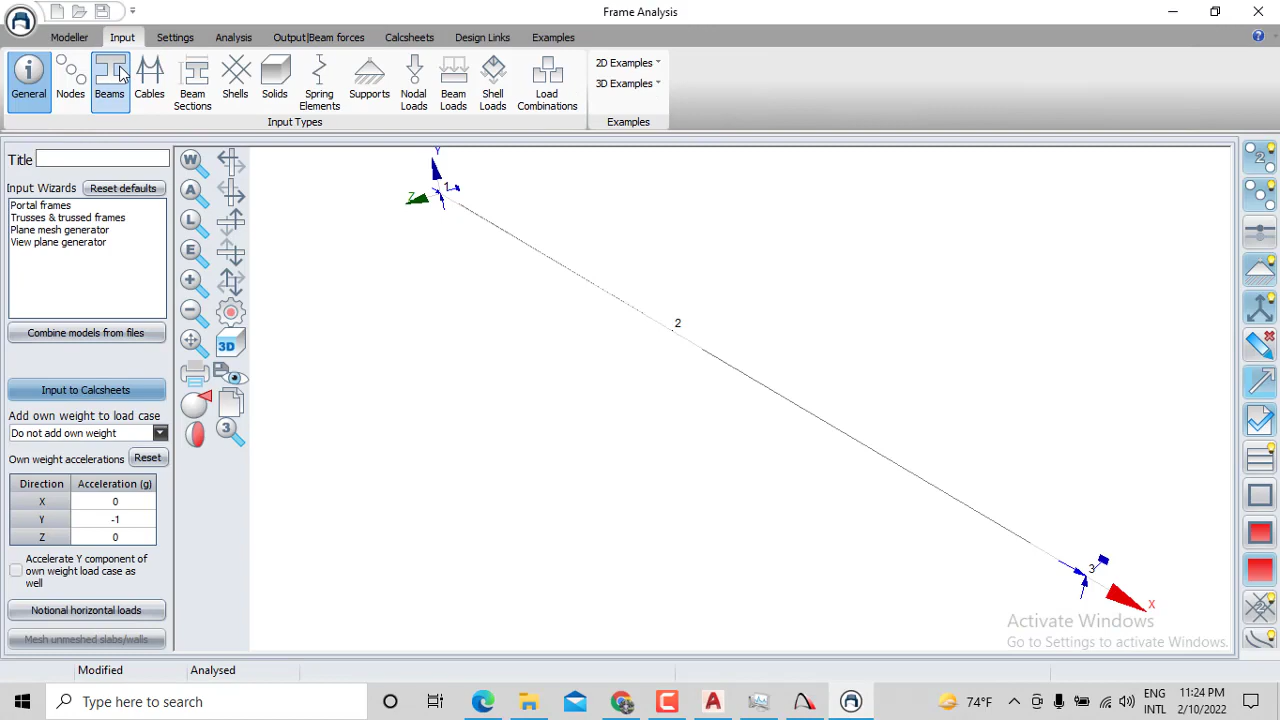 Frame Analysis
Modeller Input Settings Analysis Output|Beam forces Calcsheets Design Links Examples
General Nodes Beams Cables Beam Sections Shells Solids Spring Elements Supports Nodal Loads Beam Loads Shell Loads Load Combinations
2D Examples
3D Examples
Input Types Examples
Title
Input Wizards Reset defaults
Portal frames
Trusses & trussed frames
Plane mesh generator
View plane generator
Combine models from files
Input to Calcsheets
Add own weight to load case
Do not add own weight
Own weight accelerations Reset
Direction Acceleration (g)
X 0
Y -1
Z 0
Accelerate Y component of
own weight load case as
well
Notional horizontal loads
Mesh unmeshed slabs/walls
W
A
L
E
3D
3
Y
Z
1
2
3
X
2
2
Activate Windows
Go to Settings to activate Windows.
Modified Analysed
Type here to search
74°F
ENG
INTL
11:24 PM
2/10/2022